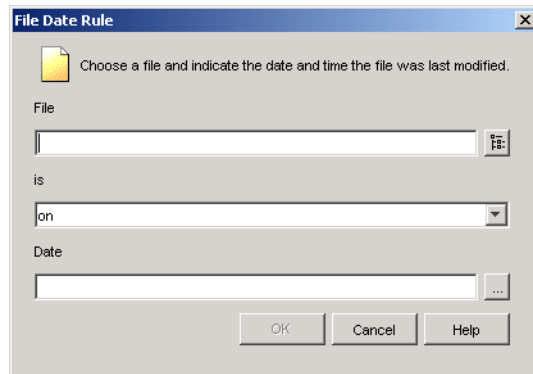 File Date Rule
Choose a file and indicate the date and time the file was last modified.
File
is
on
Date
...
OK
Cancel
Help